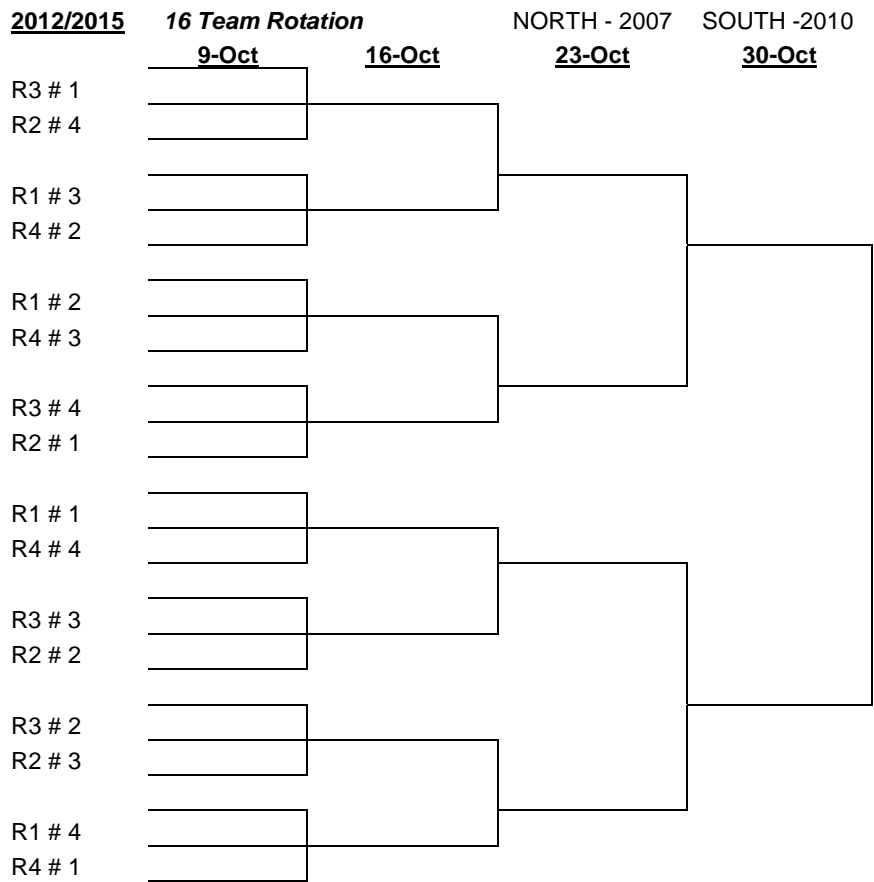 2012/2015 16 Team Rotation NORTH - 2007 SOUTH -2010
9-Oct 16-Oct 23-Oct 30-Oct
R3 # 1
R2 # 4
R1 # 3
R4 # 2
R1 # 2
R4 # 3
R3 # 4
R2 # 1
R1 # 1
R4 # 4
R3 # 3
R2 # 2
R3 # 2
R2 # 3
R1 # 4
R4 # 1